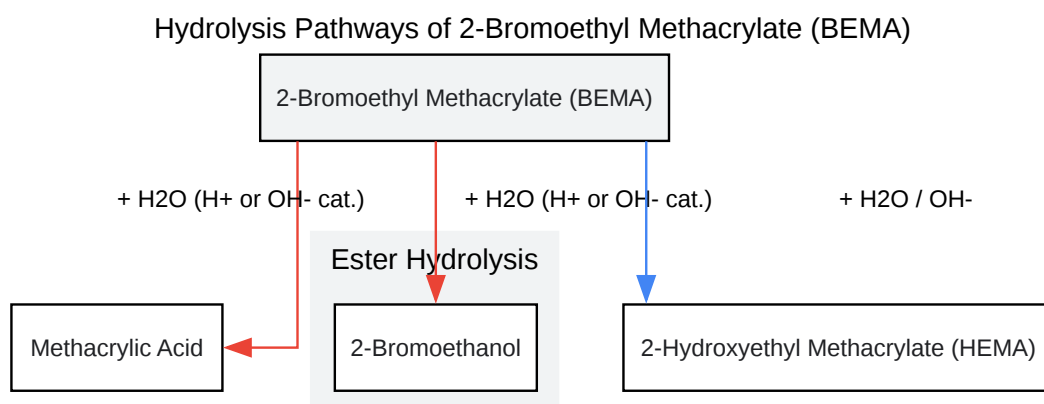 Hydrolysis Pathways of 2-Bromoethyl Methacrylate (BEMA)
2-Bromoethyl Methacrylate (BEMA)
+ H2O (H+ or OH- cat.)
+ H2O (H+ or OH- cat.)
+ H2O / OH-
Ester Hydrolysis
Methacrylic Acid
2-Bromoethanol
2-Hydroxyethyl Methacrylate (HEMA)